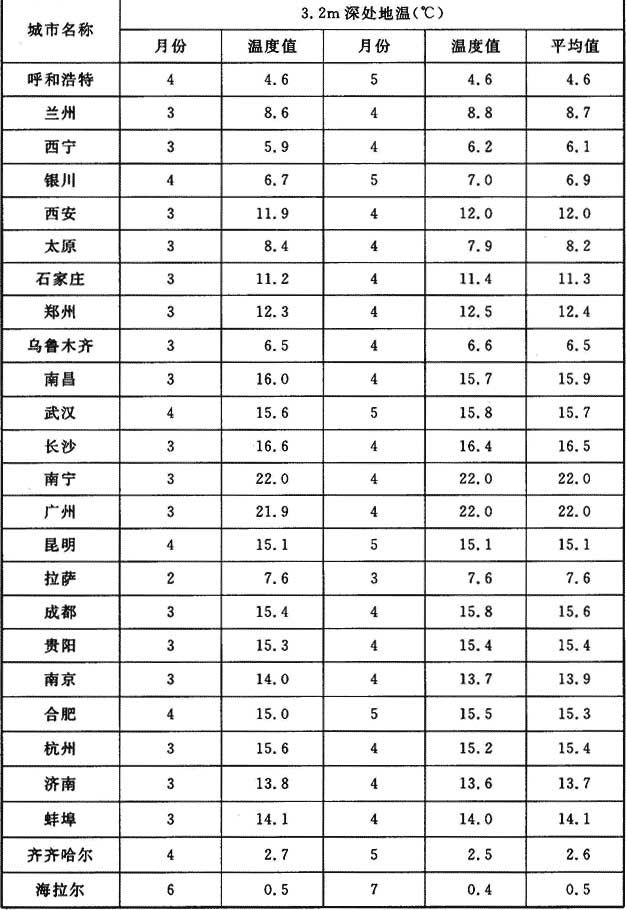 城市名称 3.2m深处地温(℃)
月份 温度值 月份 温度值 平均值
呼和浩特 4 4.6 5 4.6 4.6
兰州 3 8.6 4 8.8 8.7
西宁 3 5.9 4 6.2 6.1
银川 4 6.7 5 7.0 6.9
西安 3 11.9 4 12.0 12.0
太原 3 8.4 4 7.9 8.2
石家庄 3 11.2 4 11.4 11.3
郑州 3 12.3 4 12.5 12.4
乌鲁木齐 3 6.5 4 6.6 6.5
南昌 3 16.0 4 15.7 15.9
武汉 4 15.6 5 15.8 15.7
长沙 3 16.6 4 16.4 16.5
南宁 3 22.0 4 22.0 22.0
广州 3 21.9 4 22.0 22.0
昆明 4 15.1 5 15.1 15.1
拉萨 2 7.6 3 7.6 7.6
成都 3 15.4 4 15.8 15.6
贵阳 3 15.3 4 15.4 15.4
南京 3 14.0 4 13.7 13.9
合肥 4 15.0 5 15.5 15.3
杭州 3 15.6 4 15.2 15.4
济南 3 13.8 4 13.6 13.7
蚌埠 3 14.1 4 14.0 14.1
齐齐哈尔 4 2.7 5 2.5 2.6
海拉尔 6 0.5 7 0.4 0.5